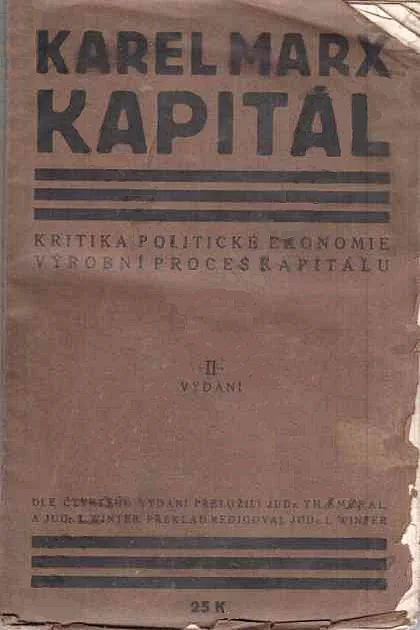 KAREL MARX
KAPITÁL
KRITIKA POLITICKÉ EKONOMIE
VÝROBNÍ PROCES KAPITÁLU
II
VYDÁNÍ
DLE ČTVRTÉHO VYDÁNÍ PŘELOŽILI JUDr. TH. ŠMERAL
A JUDr. L. WINTER. PŘEKLAD REDIGOVAL JUDr. L. WINTER
25 K